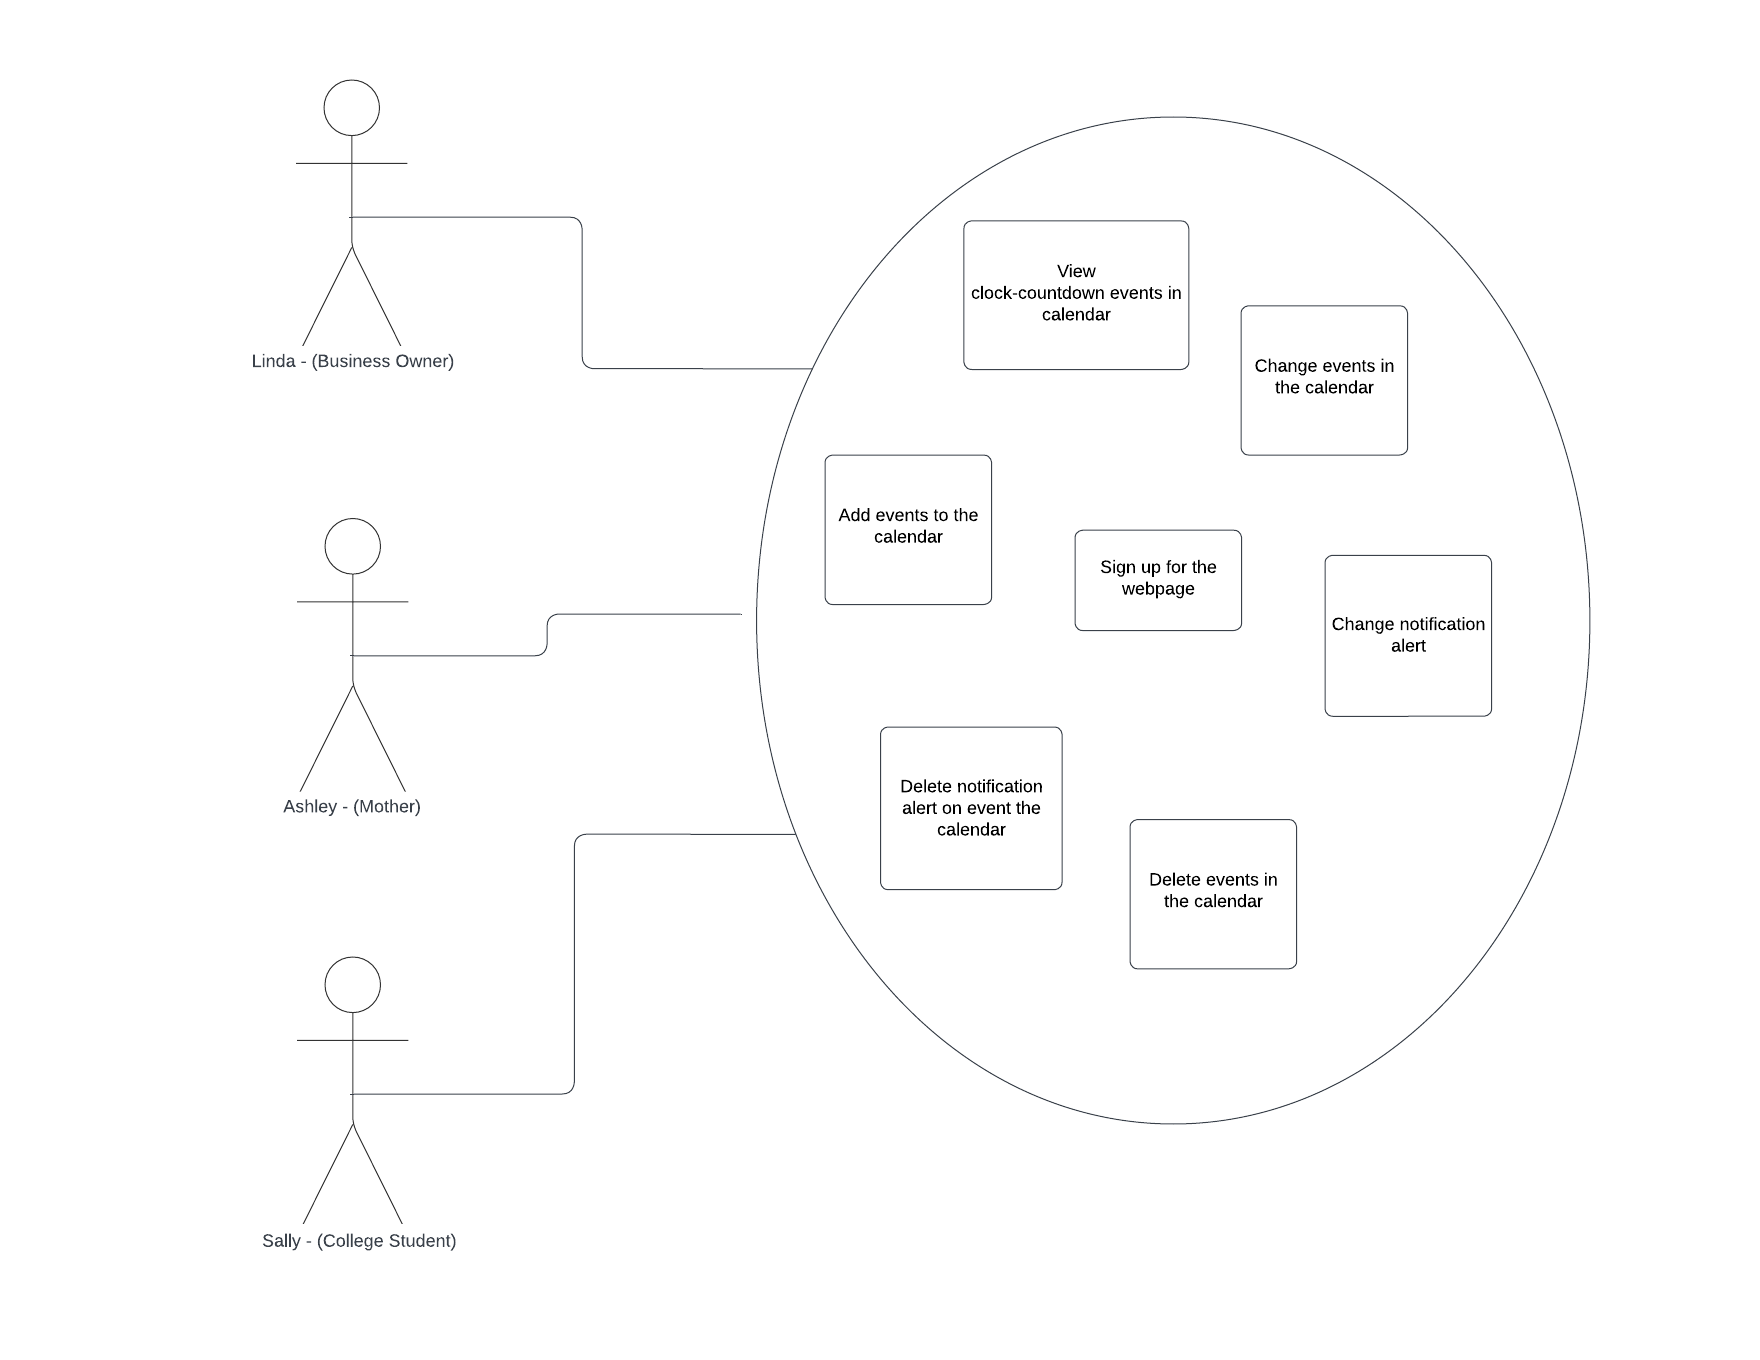 Linda - (Business Owner)
Ashley - (Mother)
Sally - (College Student)
View
clock-countdown events in
calendar
Change events in
the calendar
Add events to the
calendar
Sign up for the
webpage
Change notification
alert
Delete notification
alert on event the
calendar
Delete events in
the calendar